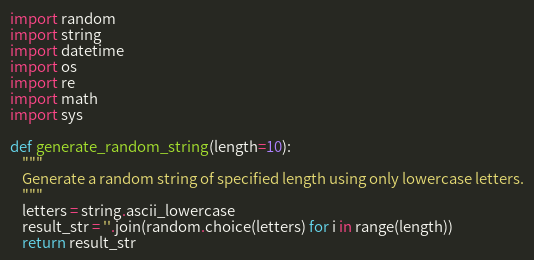 import random
import string
import datetime
import os
import re
import math
import sys

def generate_random_string(length=10):
    """
    Generate a random string of specified length using only lowercase letters.
    """
    letters = string.ascii_lowercase
    result_str = ''.join(random.choice(letters) for i in range(length))
    return result_str